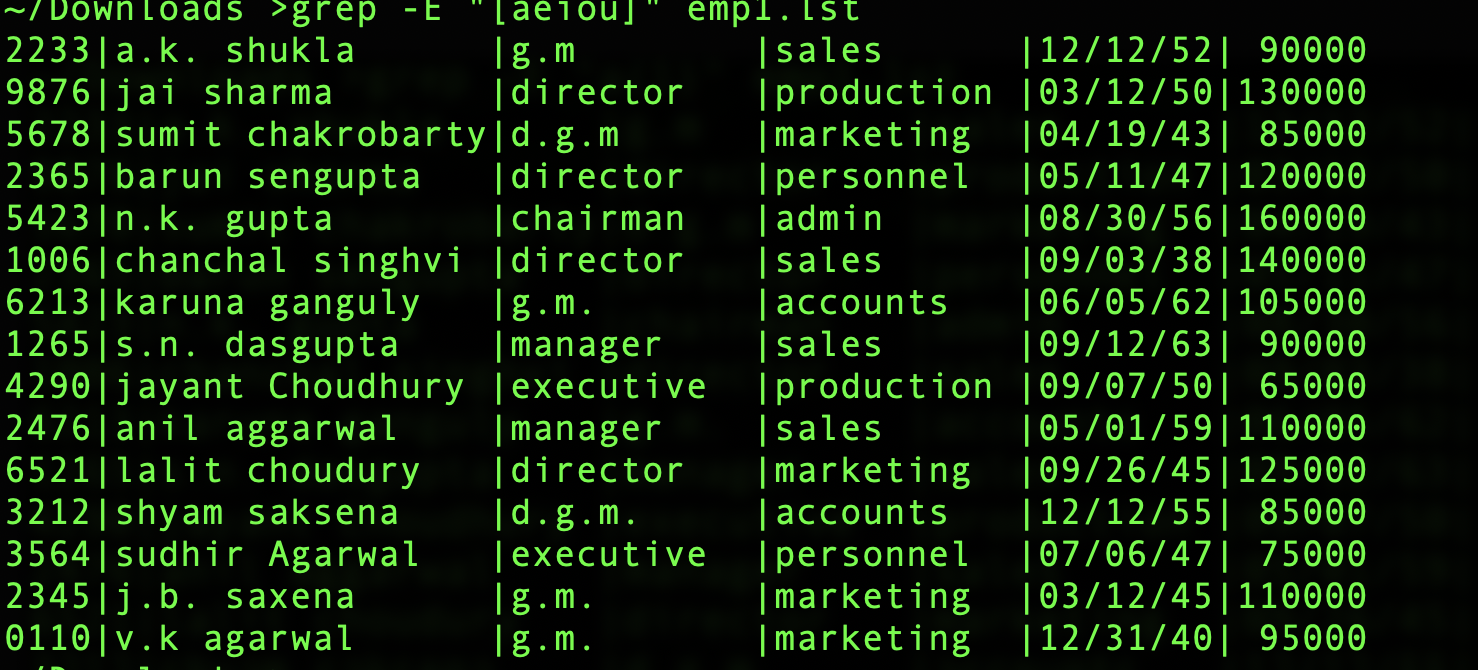 ~/Downloads >grep -E "[aeiou]" emp1.lst
2233|a.k. shukla      |g.m       |sales      |12/12/52| 90000
9876|jai sharma       |director  |production |03/12/50|130000
5678|sumit chakrobarty|d.g.m     |marketing  |04/19/43| 85000
2365|barun sengupta   |director  |personnel  |05/11/47|120000
5423|n.k. gupta       |chairman  |admin      |08/30/56|160000
1006|chanchal singhvi |director  |sales      |09/03/38|140000
6213|karuna ganguly   |g.m.      |accounts   |06/05/62|105000
1265|s.n. dasgupta    |manager   |sales      |09/12/63| 90000
4290|jayant Choudhury |executive |production |09/07/50| 65000
2476|anil aggarwal    |manager   |sales      |05/01/59|110000
6521|lalit choudury   |director  |marketing  |09/26/45|125000
3212|shyam saksena    |d.g.m.    |accounts   |12/12/55| 85000
3564|sudhir Agarwal   |executive |personnel  |07/06/47| 75000
2345|j.b. saxena      |g.m.      |marketing  |03/12/45|110000
0110|v.k agarwal      |g.m.      |marketing  |12/31/40| 95000